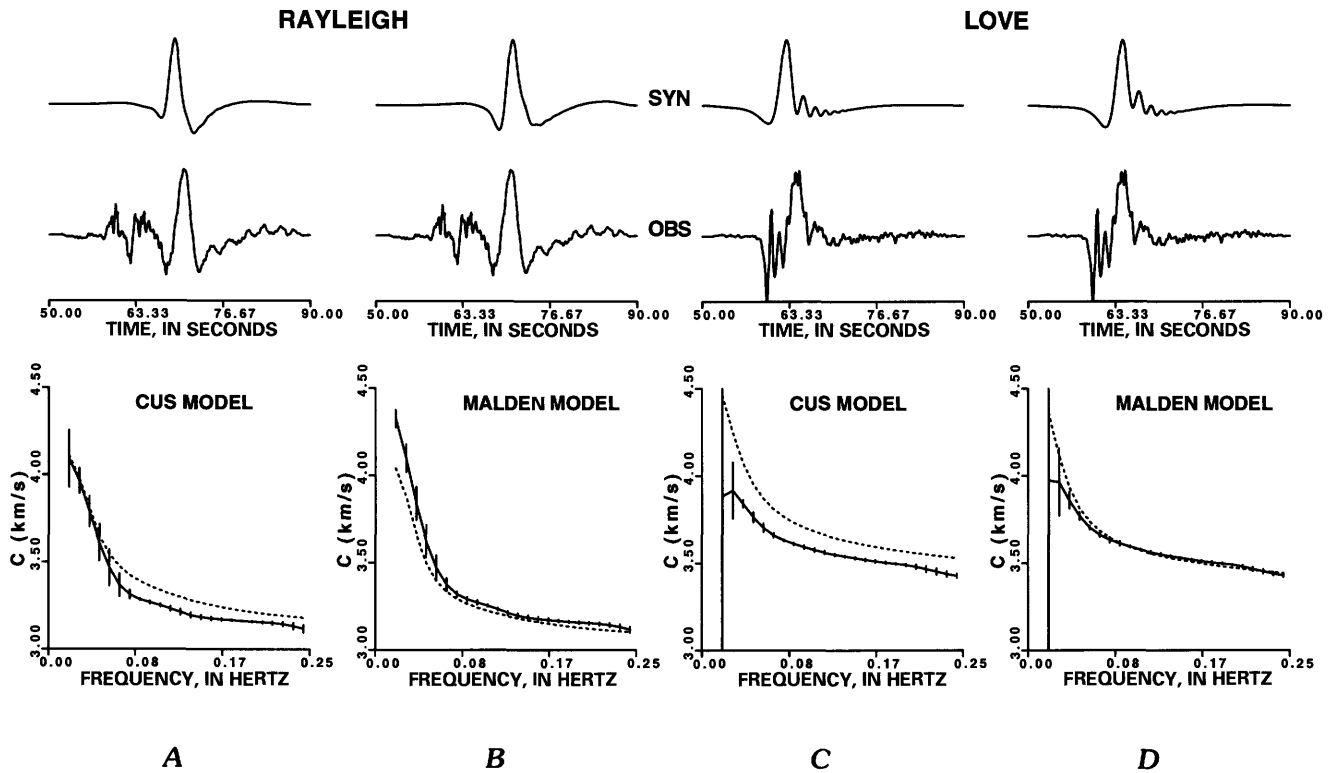 RAYLEIGH
LOVE
SYN
OBS
50.00 63.33 76.67 90.00
TIME, IN SECONDS
50.00 63.33 76.67 90.00
TIME, IN SECONDS
50.00 63.33 76.67 90.00
TIME, IN SECONDS
50.00 63.33 76.67 90.00
TIME, IN SECONDS
CUS MODEL
C (km/s)
4.50
4.00
3.50
3.00
0.00 0.08 0.17 0.25
FREQUENCY, IN HERTZ
MALDEN MODEL
C (km/s)
4.50
4.00
3.50
3.00
0.00 0.08 0.17 0.25
FREQUENCY, IN HERTZ
CUS MODEL
C (km/s)
4.50
4.00
3.50
3.00
0.00 0.08 0.17 0.25
FREQUENCY, IN HERTZ
MALDEN MODEL
C (km/s)
4.50
4.00
3.50
3.00
0.00 0.08 0.17 0.25
FREQUENCY, IN HERTZ
A
B
C
D